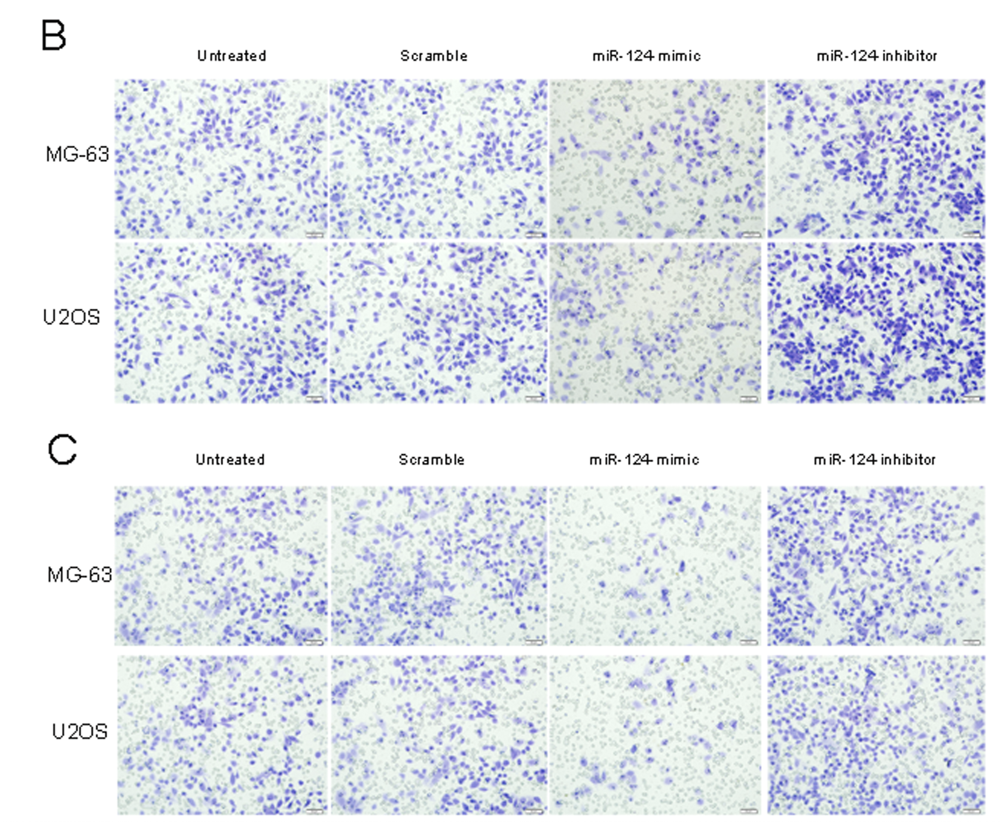 B
Untreated Scramble miR-124 mimic miR-124 inhibitor
MG-63
U2OS
C
Untreated Scramble miR-124 mimic miR-124 inhibitor
MG-63
U2OS